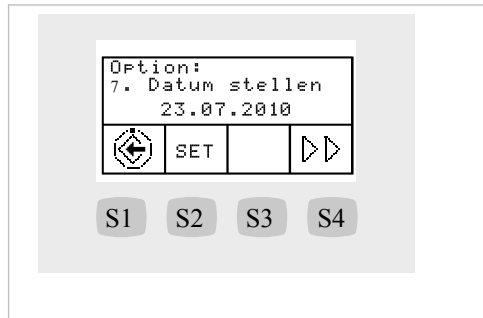 Option:
7. Datum stellen
23.07.2010
SET
S1 S2 S3 S4